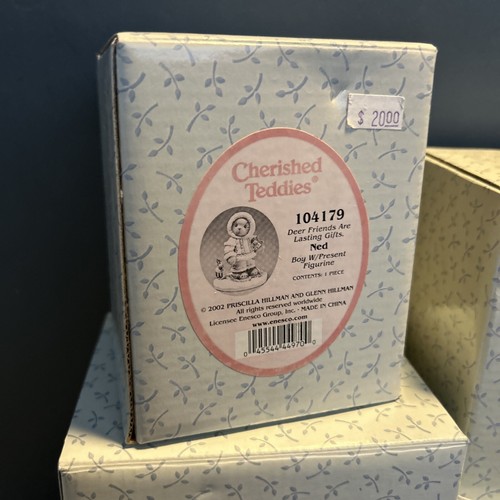 $ 20.00
Cherished
Teddies®
104179
Deer Friends Are
Lasting Gifts.
Ned
Boy W/Present
Figurine
CONTENTS: 1 PIECE
© 2002 PRISCILLA HILLMAN AND GLENN HILLMAN
All rights reserved worldwide.
Licensee Enesco Group, Inc. · MADE IN CHINA
www.enesco.com
0 45544 44970 0